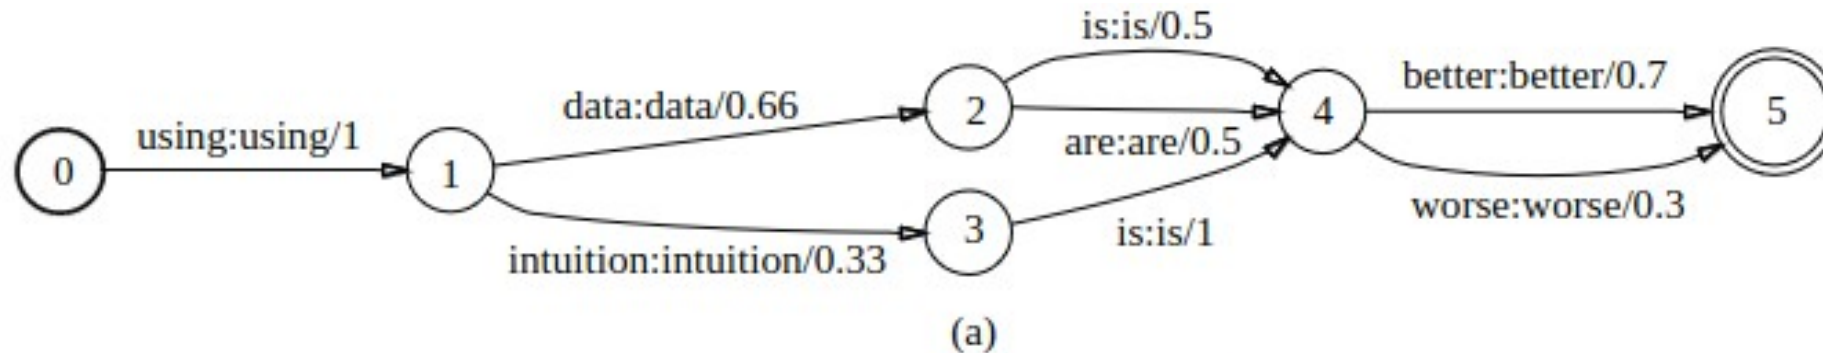 is:is/0.5
better:better/0.7
data:data/0.66
using:using/1
2
4
5
are:are/0.5
0
1
3
is:is/1
worse:worse/0.3
intuition:intuition/0.33
(a)